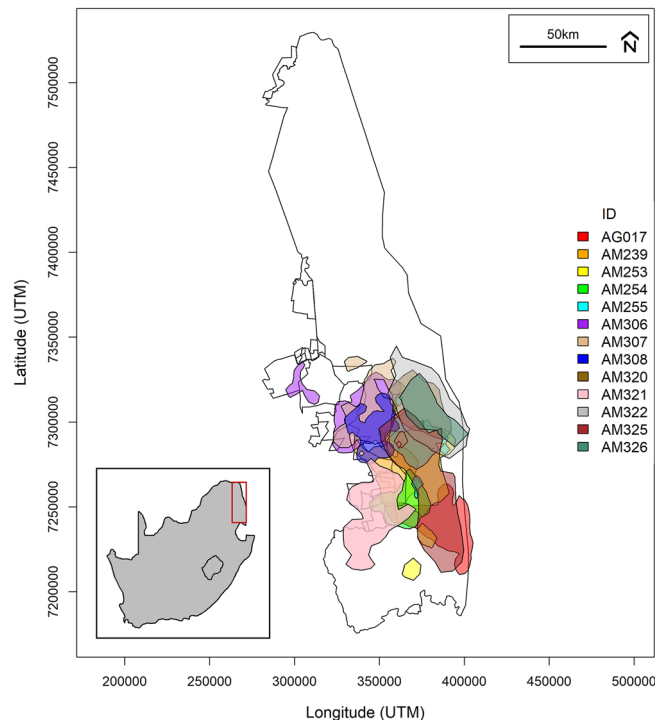 50km
N
7500000
7450000
7400000
7350000
7300000
7250000
7200000
Latitude (UTM)
ID
AG017
AM239
AM253
AM254
AM255
AM306
AM307
AM308
AM320
AM321
AM322
AM325
AM326
200000 250000 300000 350000 400000 450000 500000
Longitude (UTM)